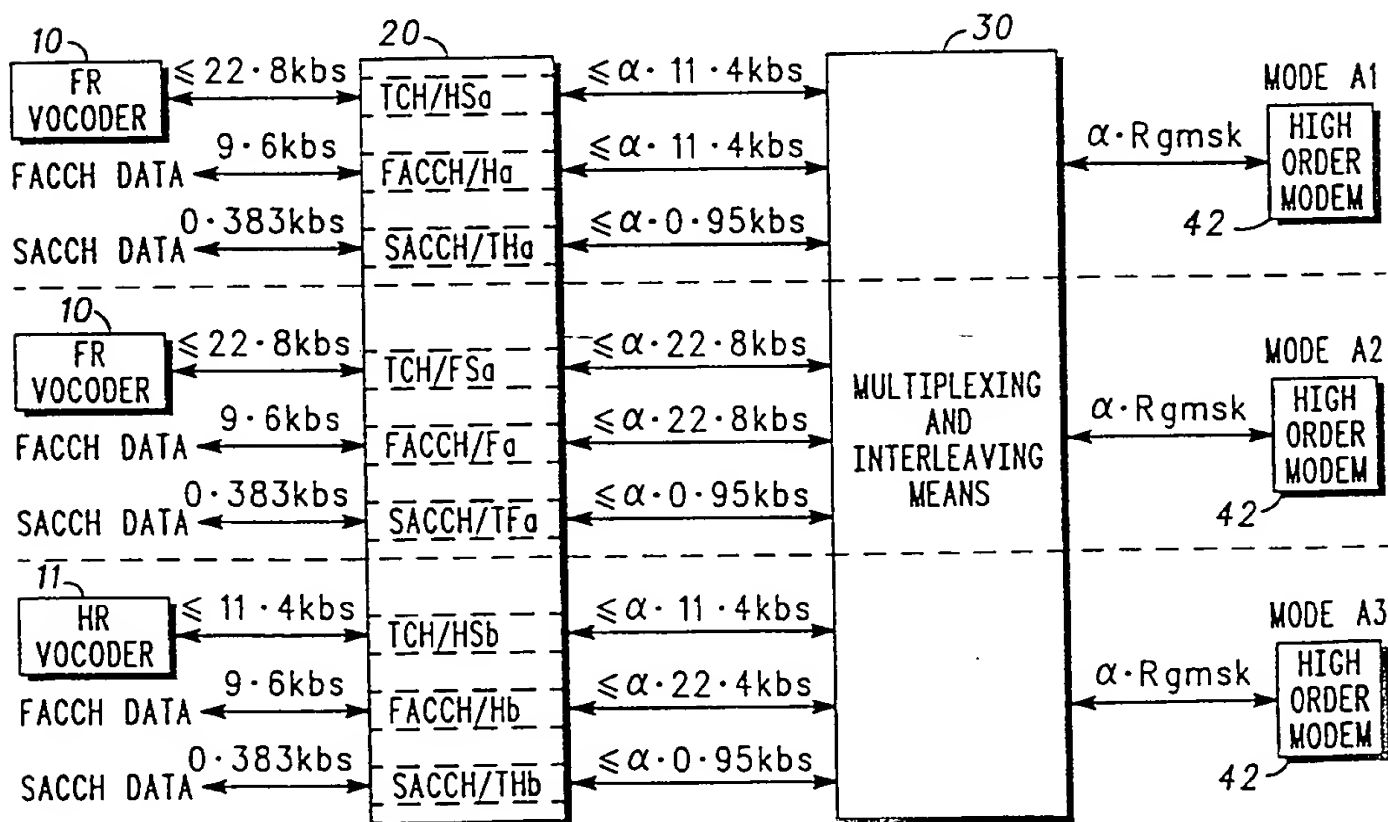 10
20
30
FR
VOCODER
≤22·8kbs
TCH/HSa
≤α·11·4kbs
MODE A1
HIGH
ORDER
MODEM
42
α·Rgmsk
FACCH DATA
9·6kbs
FACCH/Ha
≤α·11·4kbs
SACCH DATA
0·383kbs
SACCH/THa
≤α·0·95kbs
10
FR
VOCODER
≤22·8kbs
TCH/FSa
≤α·22·8kbs
MULTIPLEXING
AND
INTERLEAVING
MEANS
MODE A2
HIGH
ORDER
MODEM
42
α·Rgmsk
FACCH DATA
9·6kbs
FACCH/Fa
≤α·22·8kbs
SACCH DATA
0·383kbs
SACCH/TFa
≤α·0·95kbs
11
HR
VOCODER
≤11·4kbs
TCH/HSb
≤α·11·4kbs
MODE A3
HIGH
ORDER
MODEM
42
α·Rgmsk
FACCH DATA
9·6kbs
FACCH/Hb
≤α·22·4kbs
SACCH DATA
0·383kbs
SACCH/THb
≤α·0·95kbs